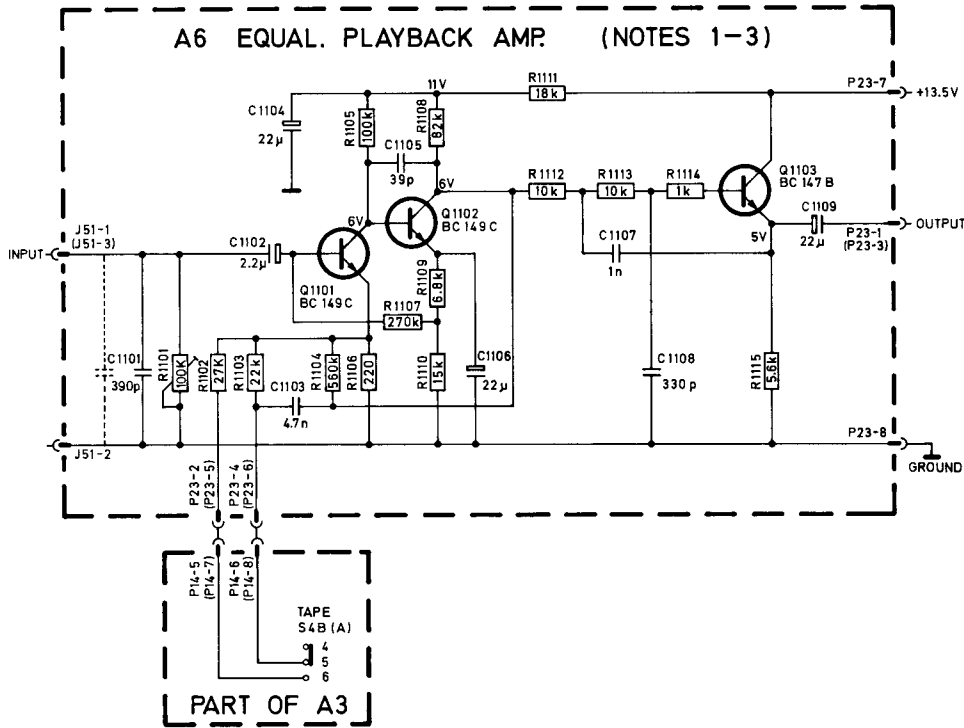 A6 EQUAL. PLAYBACK AMP. (NOTES 1–3)
P23-7
+13.5V
11V
R1111
18k
C1104
22µ
R1105
100k
R1108
82k
C1105
39p
6V
6V
Q1102
BC 149C
R1112
10k
R1113
10k
R1114
1k
Q1103
BC 147 B
C1109
22µ
5V
P23-1
(P23-3)
OUTPUT
J51-1
(J51-3)
INPUT
C1102
2.2µ
Q1101
BC 149C
C1107
1n
R1109
6.8k
R1107
270k
C1101
390p
R1101
100K
R1102
27K
R1103
22k
C1103
4.7n
R1104
560k
R1106
220
R1110
15k
C1106
22µ
C1108
330 p
R1115
5.6k
J51-2
P23-8
GROUND
P23-2
(P23-5)
P23-4
(P23-6)
P14-5
(P14-7)
P14-6
(P14-8)
TAPE
S4B (A)
4
5
6
PART OF A3